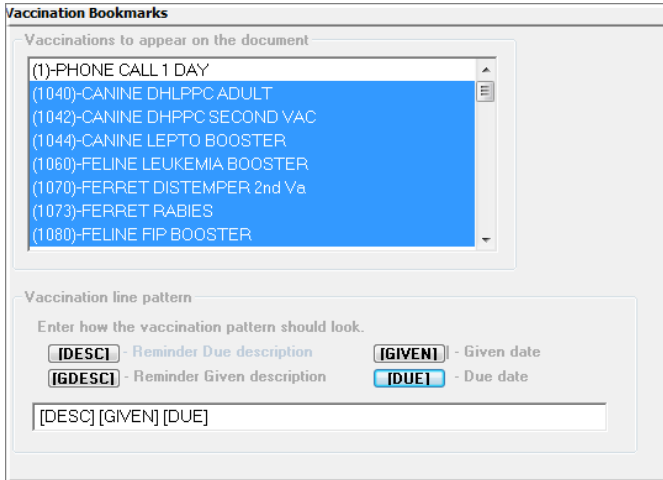 Vaccination Bookmarks
Vaccinations to appear on the document
(1)-PHONE CALL 1 DAY
(1040)-CANINE DHLPPC ADULT
(1042)-CANINE DHPPC SECOND VAC
(1044)-CANINE LEPTO BOOSTER
(1060)-FELINE LEUKEMIA BOOSTER
(1070)-FERRET DISTEMPER 2nd Va
(1073)-FERRET RABIES
(1080)-FELINE FIP BOOSTER
Vaccination line pattern
Enter how the vaccination pattern should look.
[DESC] - Reminder Due description [GIVEN] - Given date
[GDESC] - Reminder Given description [DUE] - Due date
[DESC] [GIVEN] [DUE]